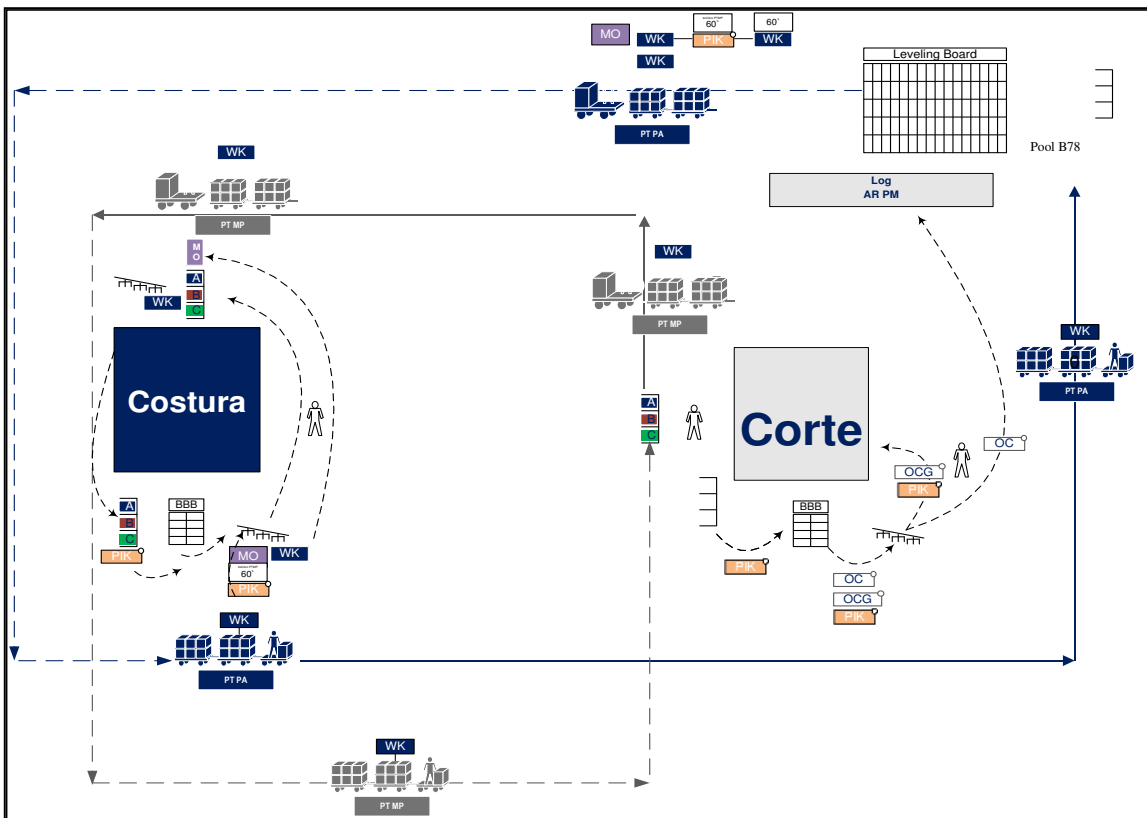 60`
60`
MO
WK
PIK
WK
WK
Leveling Board
PT PA
Pool B78
WK
Log
AR PM
PT MP
M
O
WK
A
B
C
WK
PT MP
WK
PT PA
Costura
A
B
C
Corte
OC
OCG
PIK
A
B
C
PIK
BBB
WK
MO
60`
PIK
BBB
PIK
OC
OCG
PIK
WK
PT PA
WK
PT MP